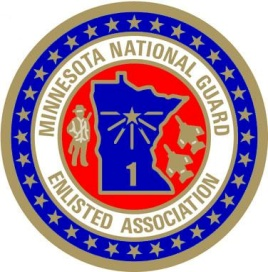 MINNESOTA NATIONAL GUARD
1
ENLISTED ASSOCIATION